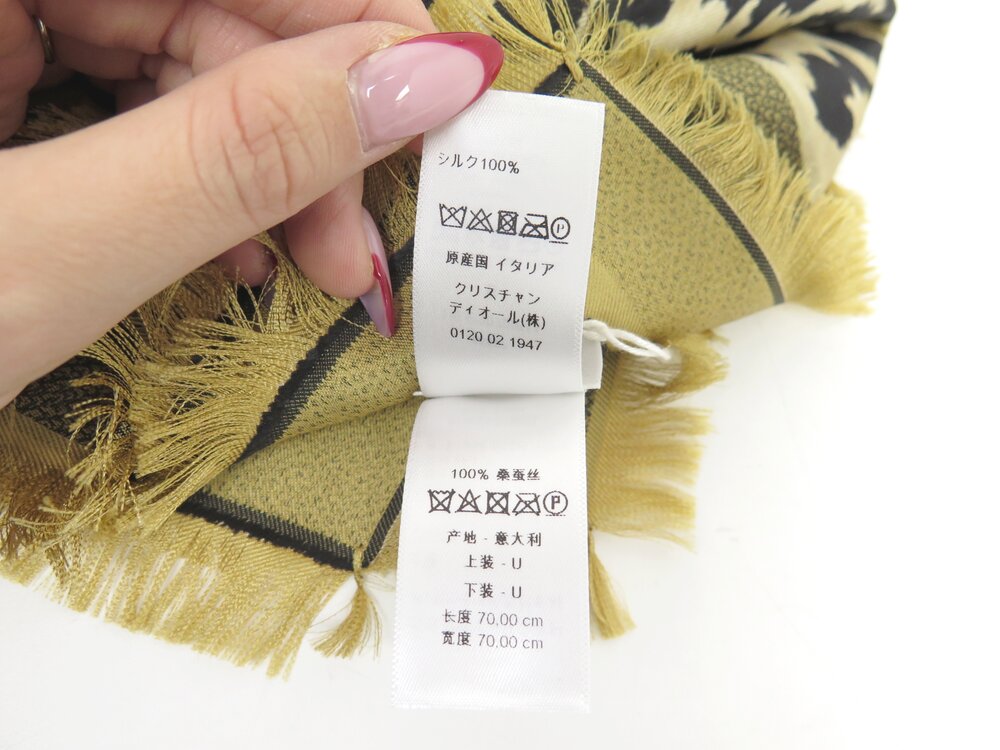 シルク100%
P
原産国 イタリア
クリスチャン
ディオール(株)
0120 02 1947
100% 桑蚕丝
P
产地 - 意大利
上装 - U
下装 - U
长度 70,00 cm
宽度 70,00 cm